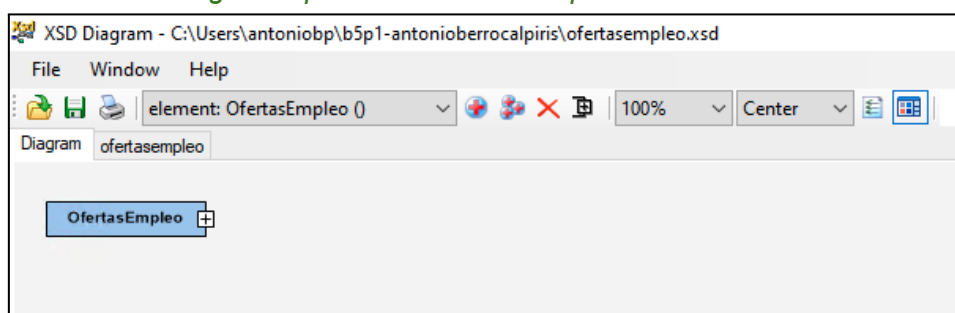 XSD Diagram - C:\Users\antoniobp\b5p1-antonioberrocalpiris\ofertasempleo.xsd
File Window Help
element: OfertasEmpleo () 100% Center
Diagram ofertasempleo
OfertasEmpleo